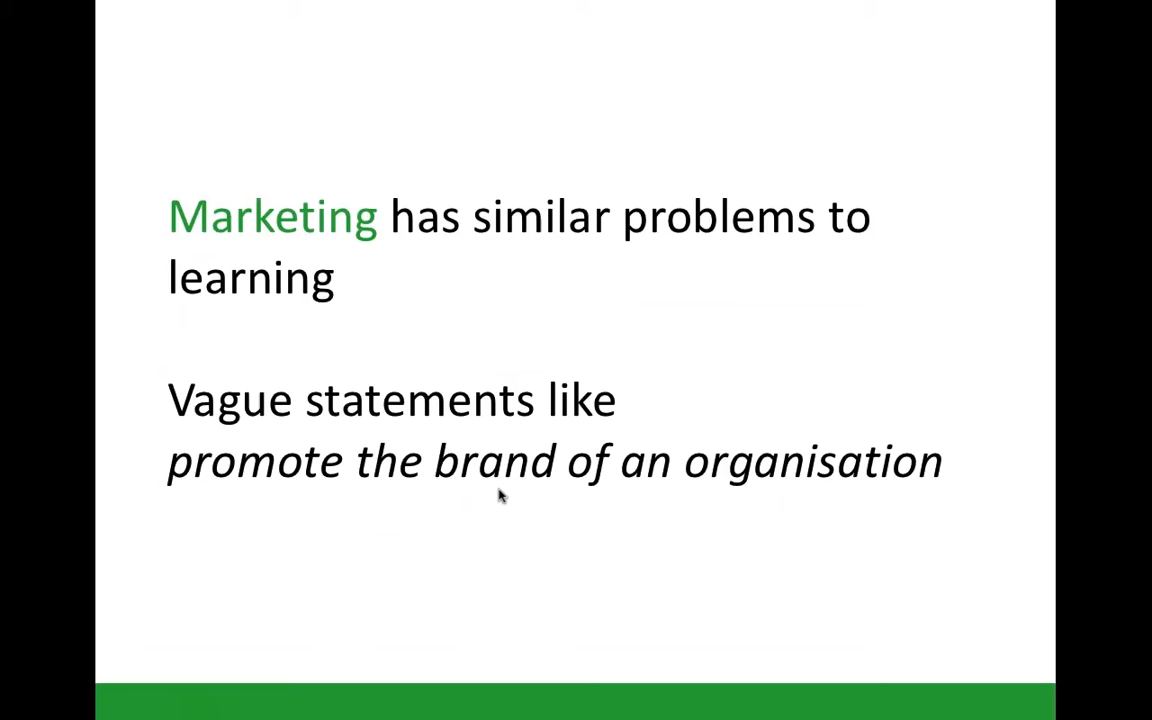 Marketing has similar problems to
learning
Vague statements like
promote the brand of an organisation